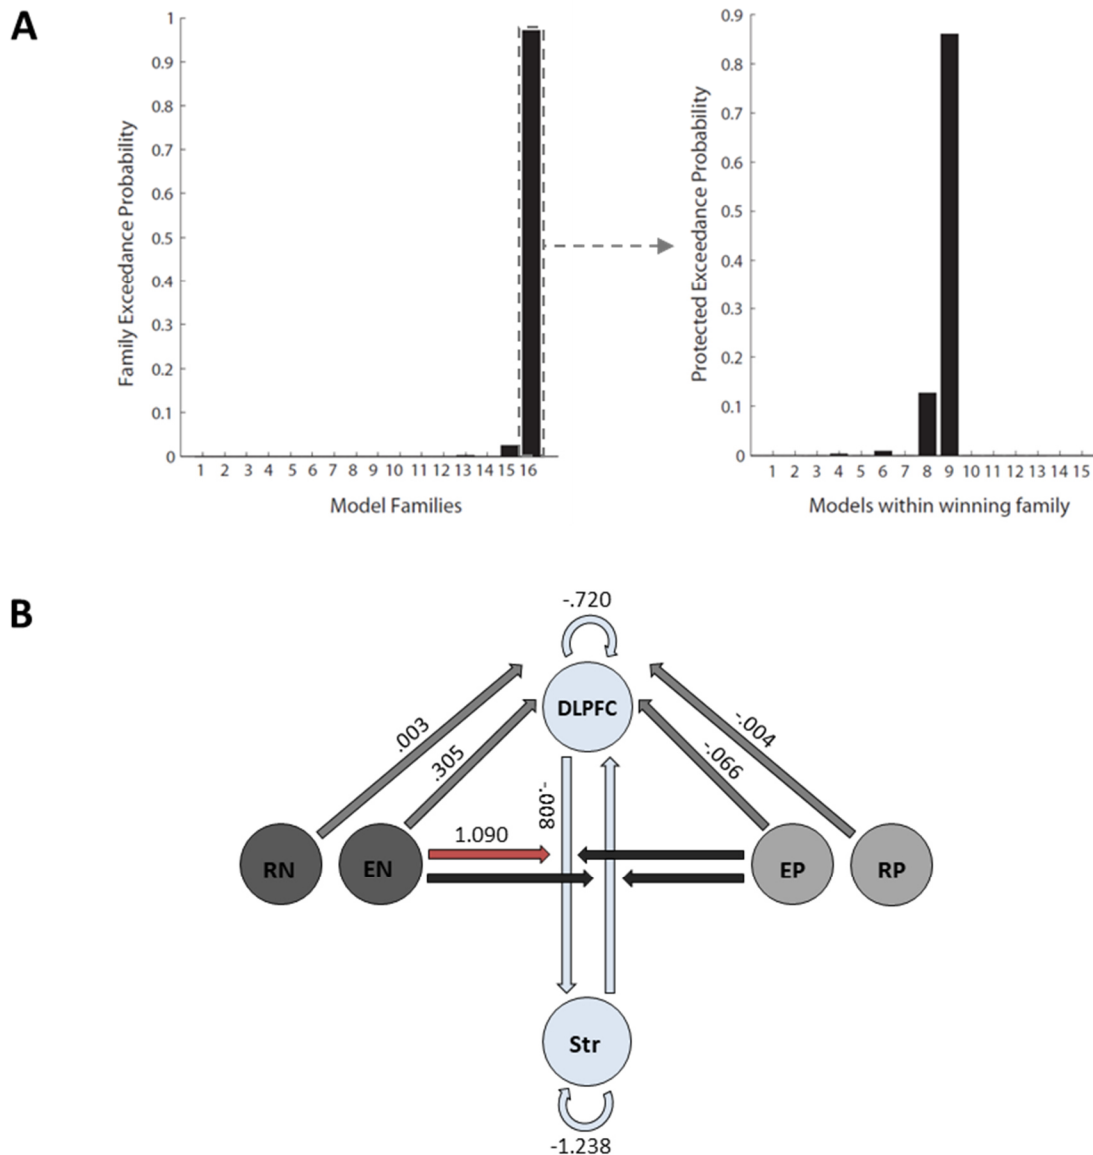 A
Family Exceedance Probability
1
0.9
0.8
0.7
0.6
0.5
0.4
0.3
0.2
0.1
0
1 2 3 4 5 6 7 8 9 10 11 12 13 14 15 16
Model Families
Protected Exceedance Probability
0.9
0.8
0.7
0.6
0.5
0.4
0.3
0.2
0.1
0
1 2 3 4 5 6 7 8 9 10 11 12 13 14 15
Models within winning family
B
-.720
DLPFC
.003
.305
-.004
-.066
-.008
1.090
RN
EN
EP
RP
Str
-1.238